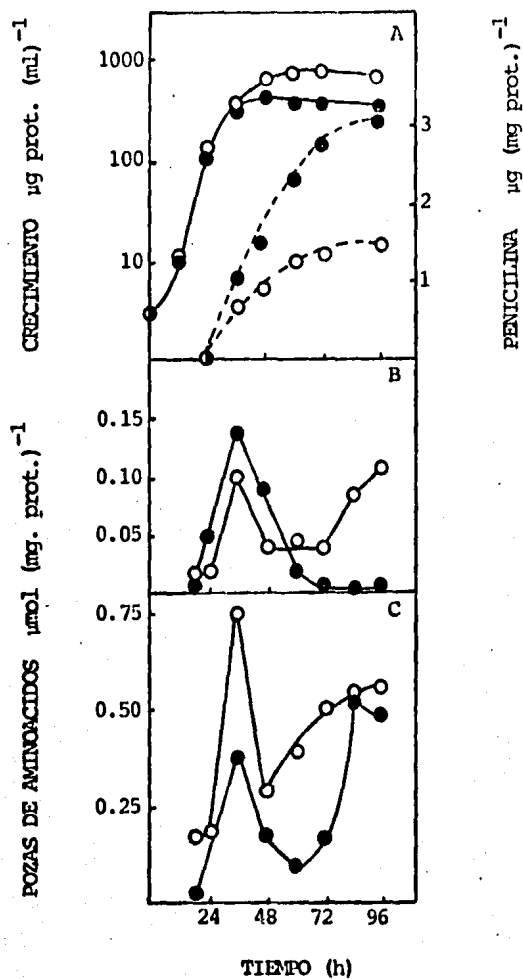 CRECIMIENTO µg prot. (ml)⁻¹
1000
100
10
A
3
2
1
PENICILINA µg (mg prot.)⁻¹
POZAS DE AMINOACIDOS µmol (mg. prot.)⁻¹
B
0.15
0.10
0.05
C
0.75
0.50
0.25
24 48 72 96
TIEMPO (h)